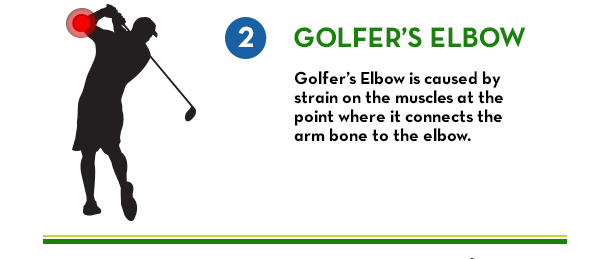 2
GOLFER'S ELBOW
Golfer's Elbow is caused by
strain on the muscles at the
point where it connects the
arm bone to the elbow.